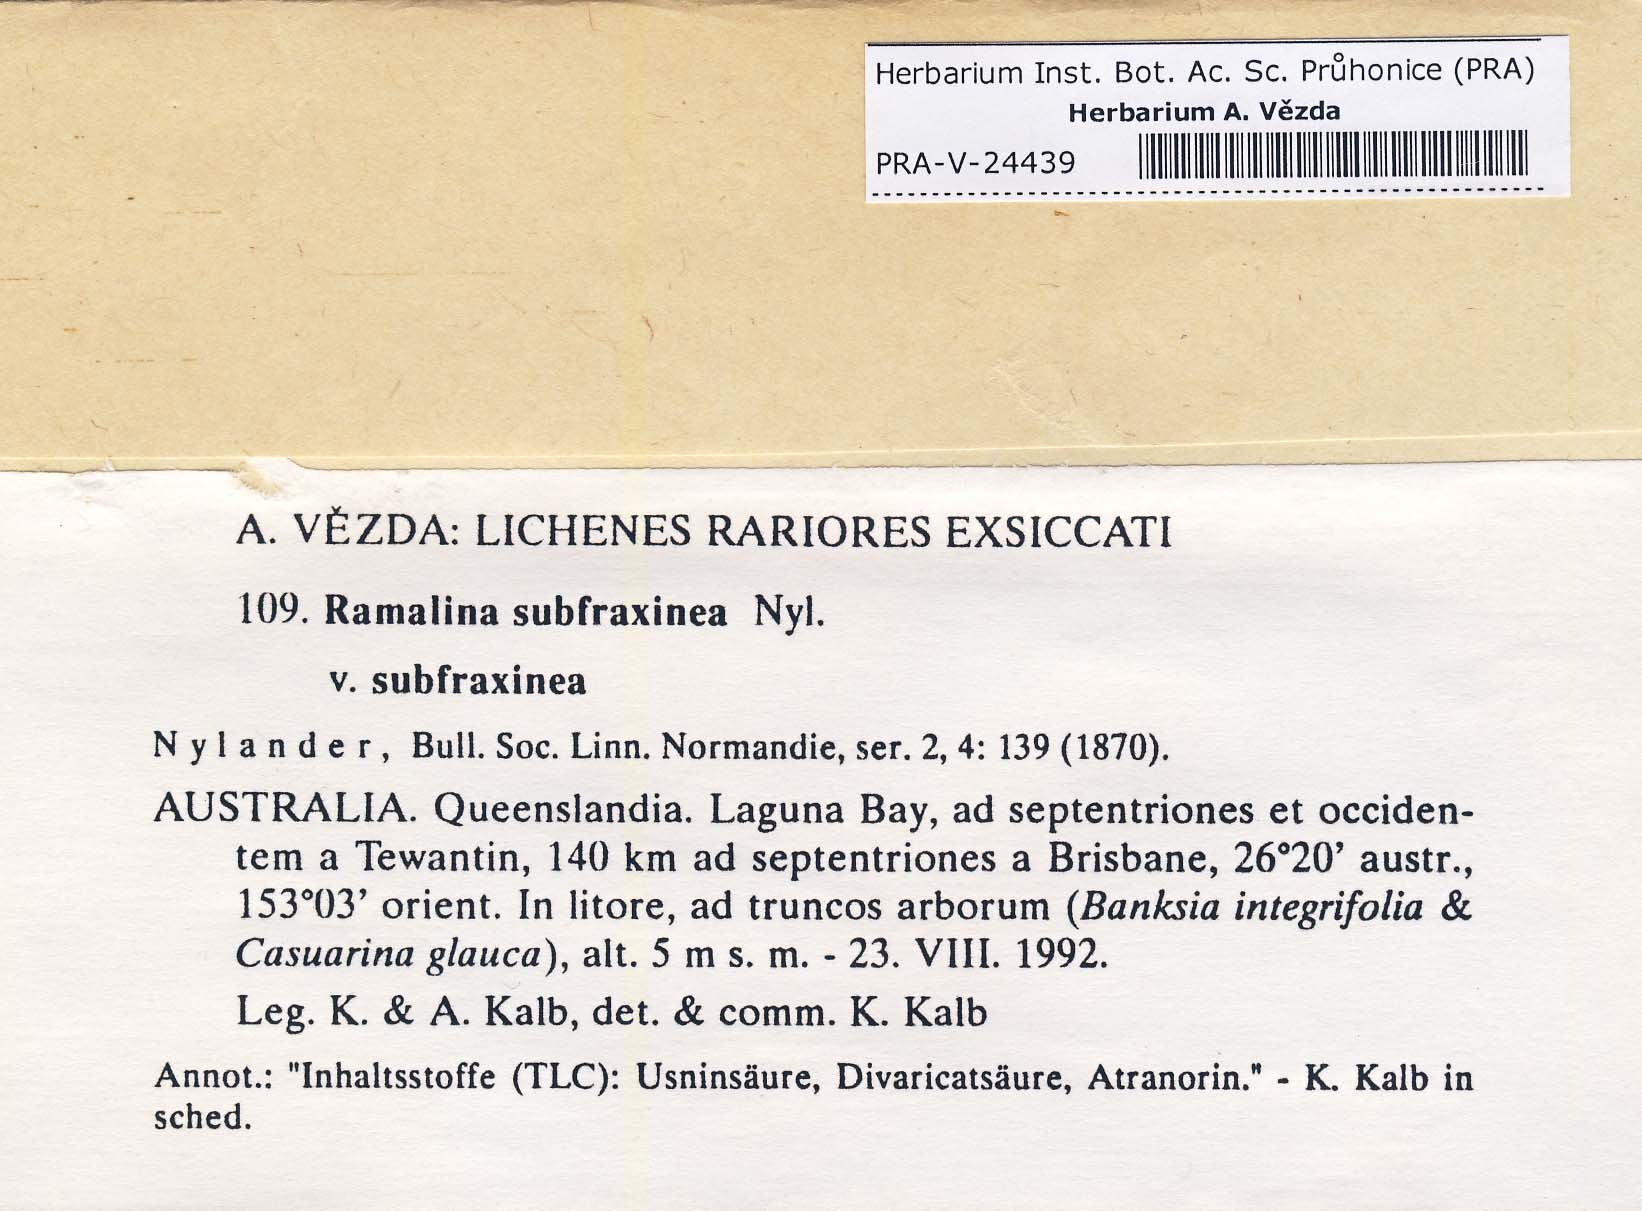 Herbarium Inst. Bot. Ac. Sc. Průhonice (PRA)
Herbarium A. Vězda
PRA-V-24439
A. VĚZDA: LICHENES RARIORES EXSICCATI
109. Ramalina subfraxinea Nyl.
v. subfraxinea
Nylander, Bull. Soc. Linn. Normandie, ser. 2, 4: 139 (1870).
AUSTRALIA. Queenslandia. Laguna Bay, ad septentriones et occiden-
tem a Tewantin, 140 km ad septentriones a Brisbane, 26°20’ austr.,
153°03’ orient. In litore, ad truncos arborum (Banksia integrifolia &
Casuarina glauca), alt. 5 m s. m. - 23. VIII. 1992.
Leg. K. & A. Kalb, det. & comm. K. Kalb
Annot.: "Inhaltsstoffe (TLC): Usninsäure, Divaricatsäure, Atranorin." - K. Kalb in
sched.